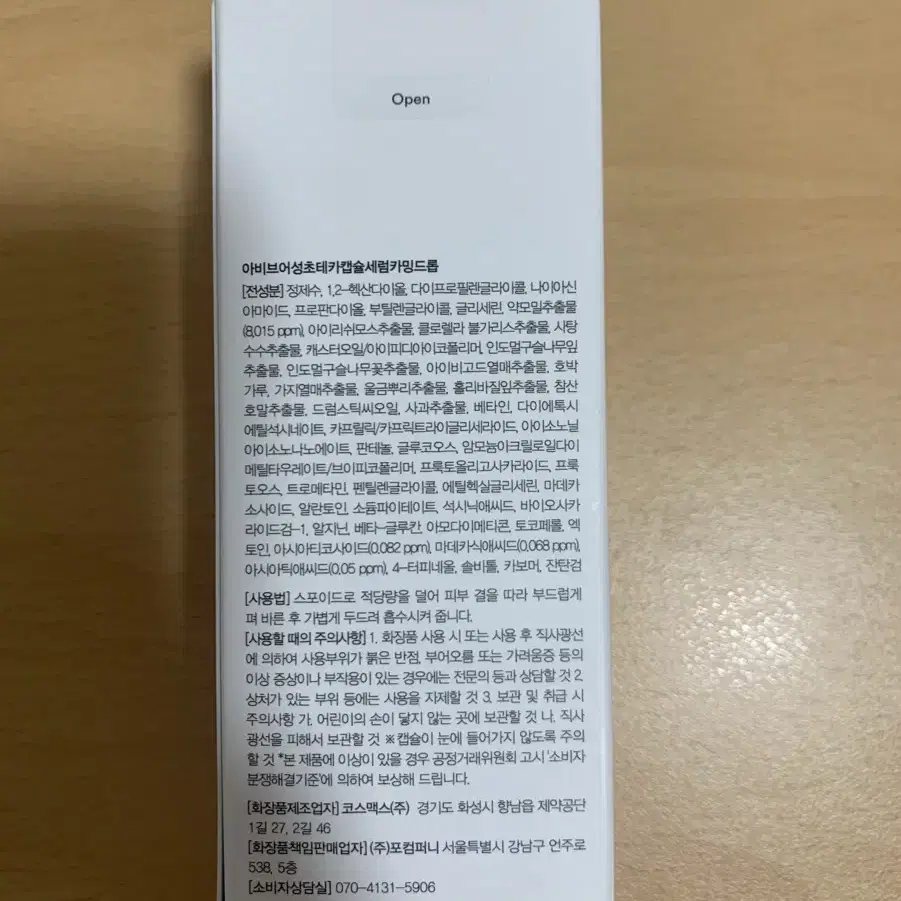 Open
아비브어성초테카캡슐세럼카밍드롭
[전성분] 정제수, 1,2-헥산다이올, 다이프로필렌글라이콜, 나이아신
아마이드, 프로판다이올, 부틸렌글라이콜, 글리세린, 약모밀추출물
(8,015 ppm), 아이리쉬모스추출물, 클로렐라 불가리스추출물, 사탕
수수추출물, 캐스터오일/아이피디아이코폴리머, 인도멀구슬나무잎
추출물, 인도멀구슬나무꽃추출물, 아이비고드열매추출물, 호박
가루, 가지열매추출물, 울금뿌리추출물, 홀리바질잎추출물, 참산
호말추출물, 드럼스틱씨오일, 사과추출물, 베타인, 다이에톡시
에틸석시네이트, 카프릴릭/카프릭트라이글리세라이드, 아이소노닐
아이소노나노에이트, 판테놀, 글루코오스, 암모늄아크릴로일다이
메틸타우레이트/브이피코폴리머, 프룩토올리고사카라이드, 프룩
토오스, 트로메타민, 펜틸렌글라이콜, 에틸헥실글리세린, 마데카
소사이드, 알란토인, 소듐파이테이트, 석시닉애씨드, 바이오사카
라이드검-1, 알지닌, 베타-글루칸, 아모다이메티콘, 토코페롤, 엑
토인, 아시아티코사이드(0.082 ppm), 마데카식애씨드(0.068 ppm),
아시아틱애씨드(0.05 ppm), 4-터피네올, 솔비톨, 카보머, 잔탄검
[사용법] 스포이드로 적당량을 덜어 피부 결을 따라 부드럽게
펴 바른 후 가볍게 두드려 흡수시켜 줍니다.
[사용할 때의 주의사항] 1. 화장품 사용 시 또는 사용 후 직사광선
에 의하여 사용부위가 붉은 반점, 부어오름 또는 가려움증 등의
이상 증상이나 부작용이 있는 경우에는 전문의 등과 상담할 것 2.
상처가 있는 부위 등에는 사용을 자제할 것 3. 보관 및 취급 시
주의사항 가. 어린이의 손이 닿지 않는 곳에 보관할 것 나. 직사
광선을 피해서 보관할 것 ※캡슐이 눈에 들어가지 않도록 주의
할 것 *본 제품에 이상이 있을 경우 공정거래위원회 고시 '소비자
분쟁해결기준'에 의하여 보상해 드립니다.
[화장품제조업자] 코스맥스(주) 경기도 화성시 향남읍 제약공단
1길 27, 2길 46
[화장품책임판매업자] (주)포컴퍼니 서울특별시 강남구 언주로
538, 5층
[소비자상담실] 070-4131-5906